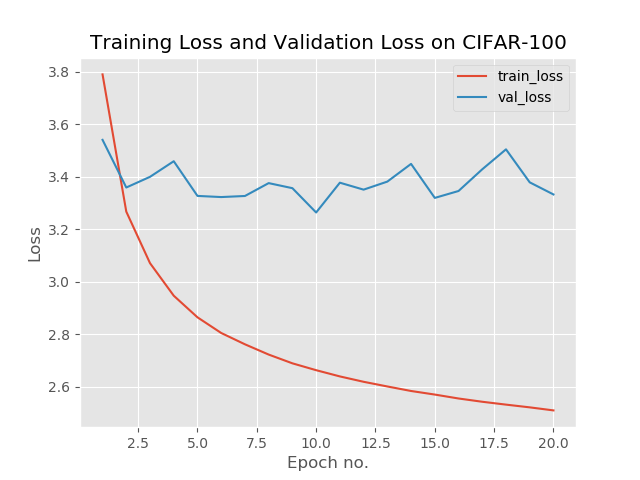 Training Loss and Validation Loss on CIFAR-100
train_loss
val_loss
3.8
3.6
3.4
3.2
3.0
2.8
2.6
Loss
2.5 5.0 7.5 10.0 12.5 15.0 17.5 20.0
Epoch no.